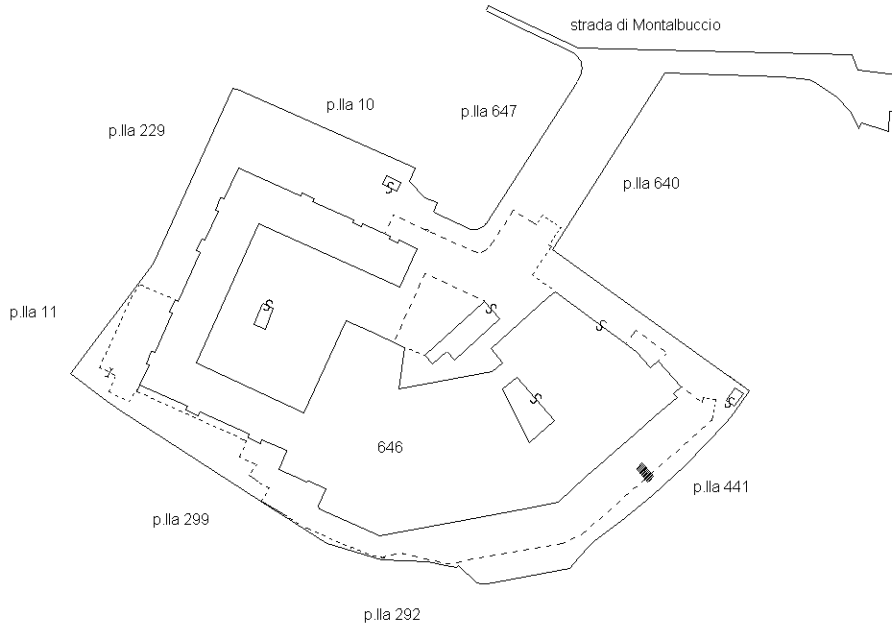 strada di Montalbuccio
p.lla 10
p.lla 647
p.lla 229
p.lla 640
p.lla 11
646
p.lla 441
p.lla 299
p.lla 292